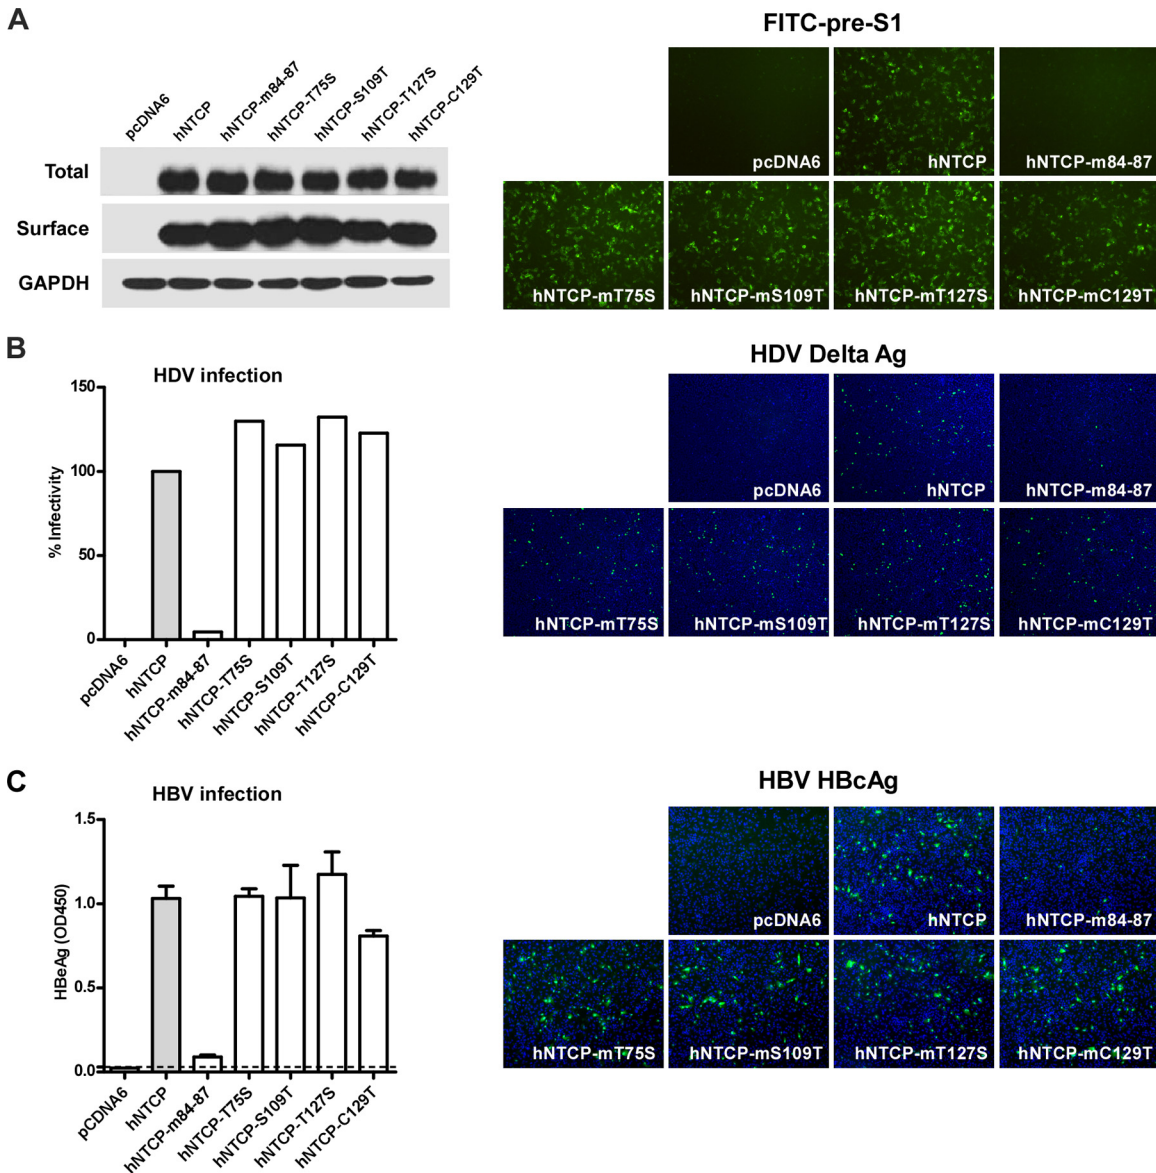 A
pcDNA6
hNTCP
hNTCP-m84-87
hNTCP-T75S
hNTCP-S109T
hNTCP-T127S
hNTCP-C129T
Total
Surface
GAPDH
FITC-pre-S1
pcDNA6
hNTCP
hNTCP-m84-87
hNTCP-mT75S
hNTCP-mS109T
hNTCP-mT127S
hNTCP-mC129T
B
HDV infection
% Infectivity
150
100
50
0
pcDNA6
hNTCP
hNTCP-m84-87
hNTCP-T75S
hNTCP-S109T
hNTCP-T127S
hNTCP-C129T
HDV Delta Ag
pcDNA6
hNTCP
hNTCP-m84-87
hNTCP-mT75S
hNTCP-mS109T
hNTCP-mT127S
hNTCP-mC129T
C
HBV infection
HBeAg (OD450)
1.5
1.0
0.5
0.0
pCDNA6
hNTCP
hNTCP-m84-87
hNTCP-T75S
hNTCP-S109T
hNTCP-T127S
hNTCP-C129T
HBV HBcAg
pcDNA6
hNTCP
hNTCP-m84-87
hNTCP-mT75S
hNTCP-mS109T
hNTCP-mT127S
hNTCP-mC129T